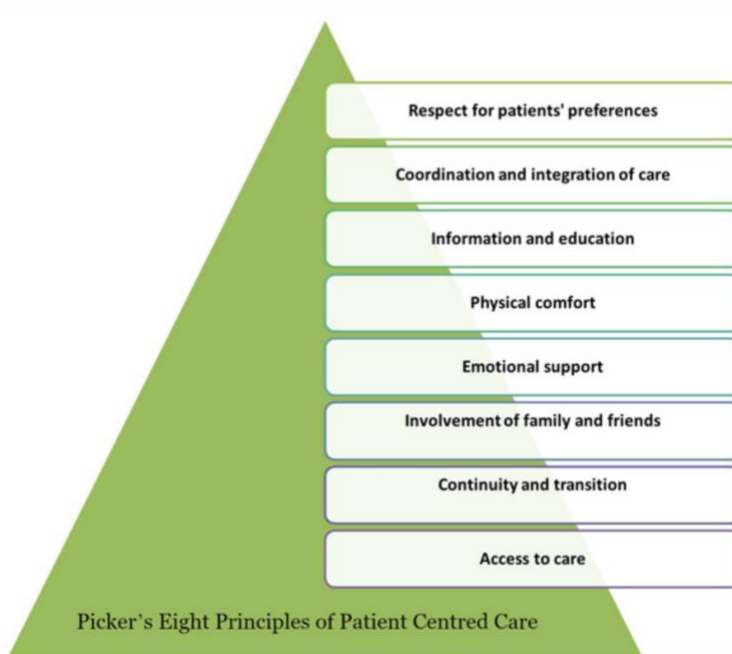 Respect for patients' preferences
Coordination and integration of care
Information and education
Physical comfort
Emotional support
Involvement of family and friends
Continuity and transition
Access to care
Picker’s Eight Principles of Patient Centred Care